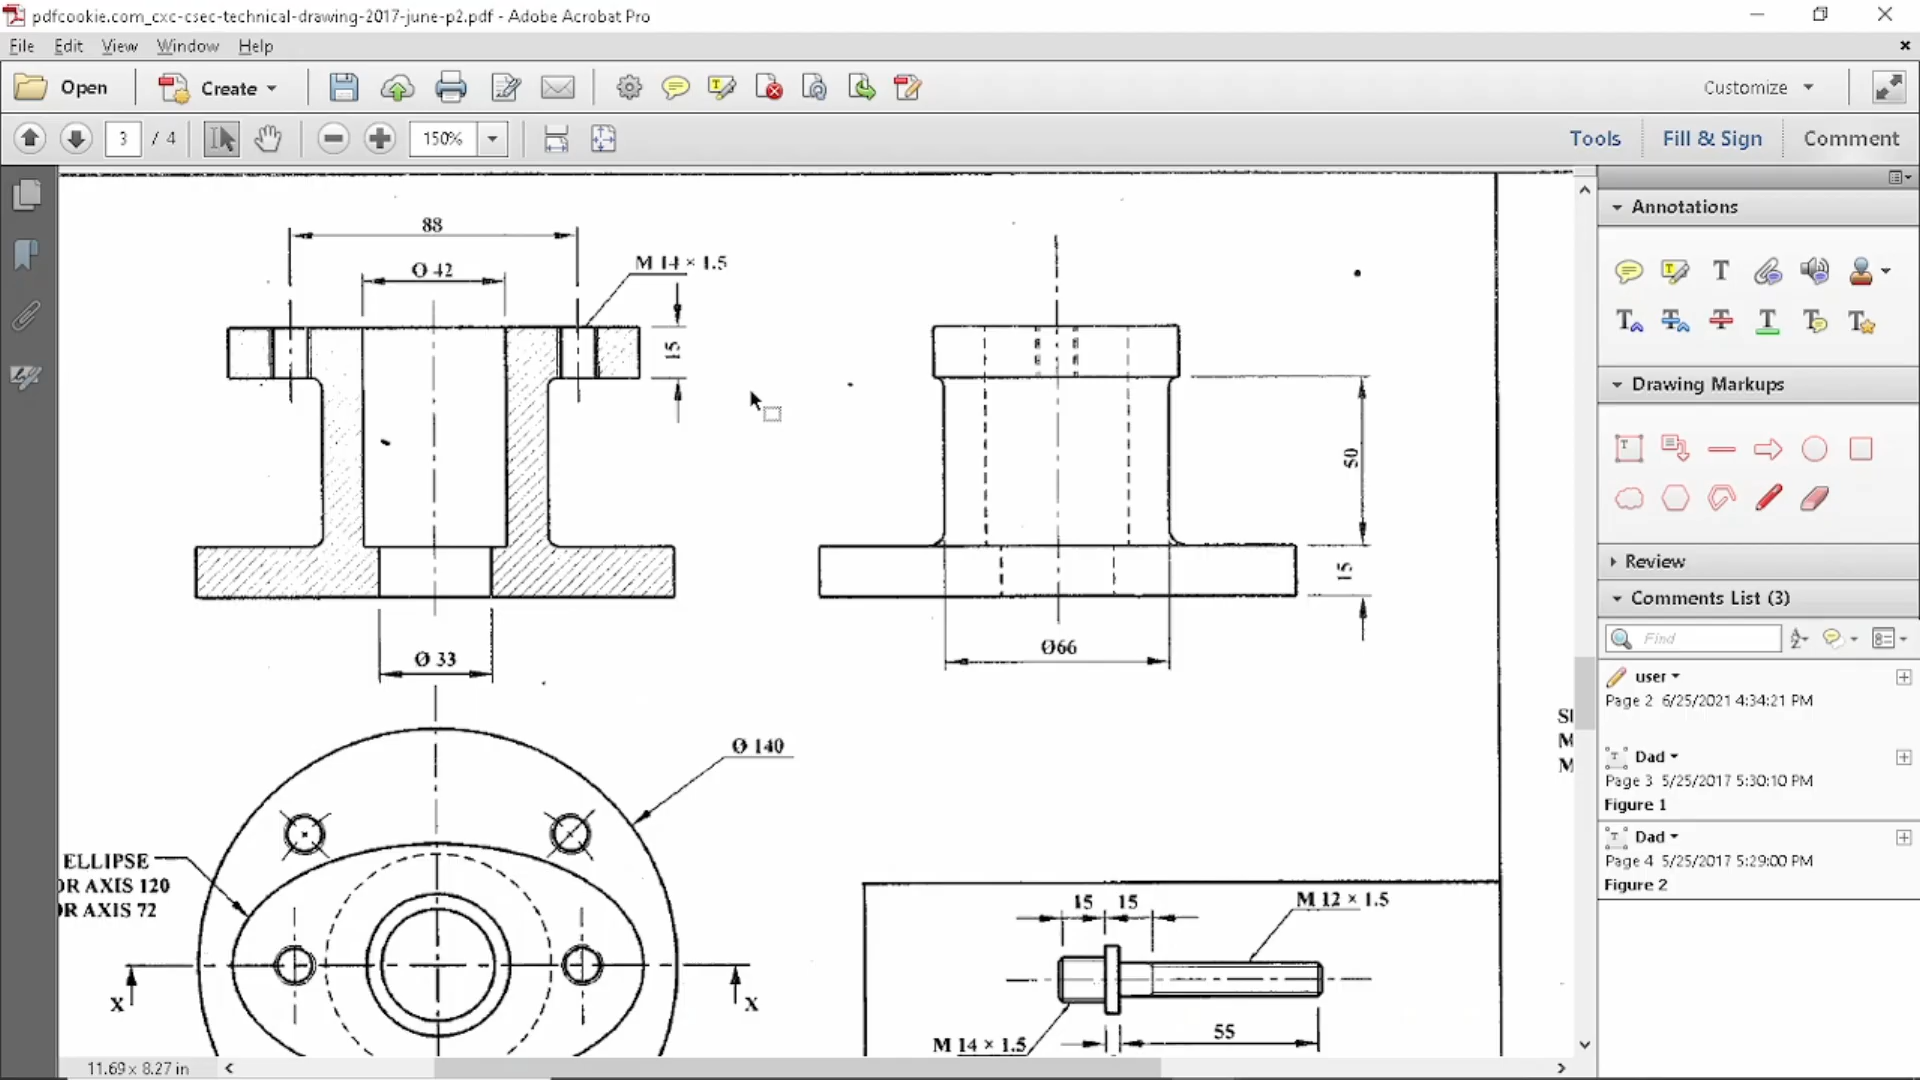 pdfcookie.com_cxc-csec-technical-drawing-2017-june-p2.pdf - Adobe Acrobat Pro
File Edit View Window Help
Open Create Customize
3 / 4 150% Tools Fill & Sign Comment
Annotations
Drawing Markups
Review
Comments List (3)
Find
user
Page 2 6/25/2021 4:34:21 PM
Dad
Page 3 5/25/2017 5:30:10 PM
Figure 1
Dad
Page 4 5/25/2017 5:29:00 PM
Figure 2
88
Ø 42
M 14 × 1.5
15
50
15
Ø66
Ø 33
Ø 140
ELLIPSE
OR AXIS 120
OR AXIS 72
X X
15 15 M 12 × 1.5
M 14 × 1.5 55
11.69 x 8.27 in